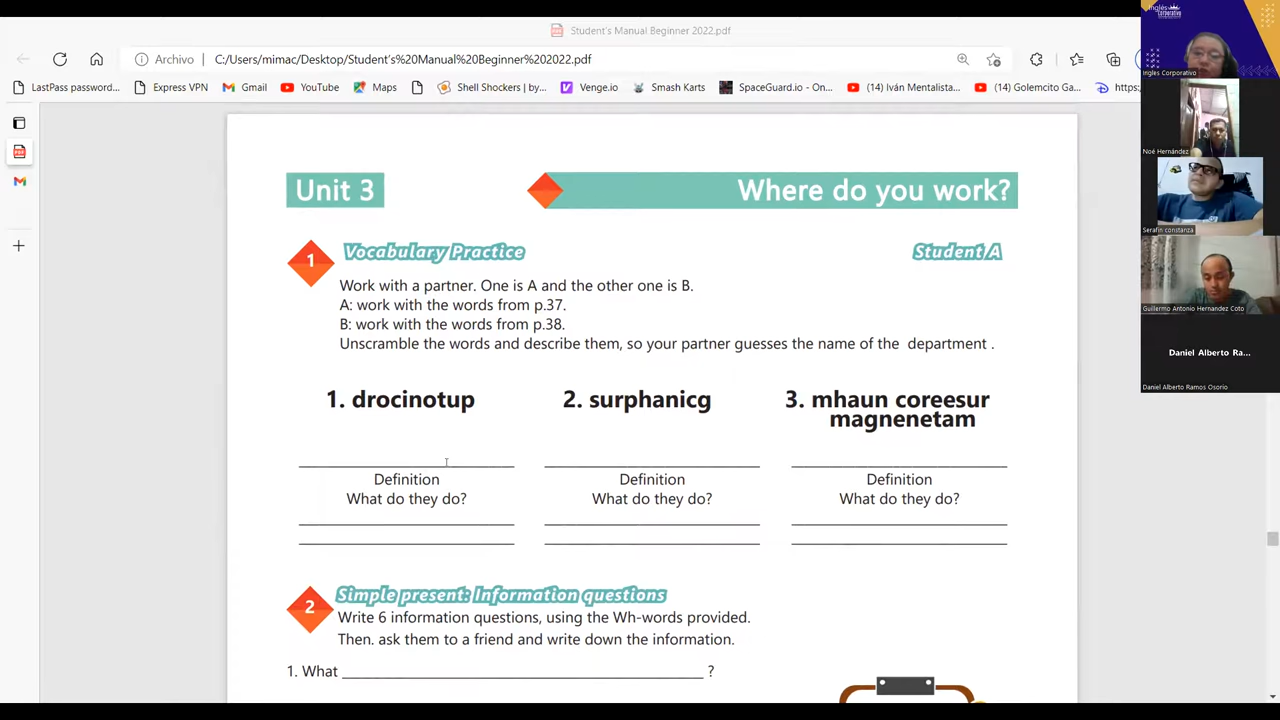 Student's Manual Beginner 2022.pdf
Archivo
C:/Users/mimac/Desktop/Student's%20Manual%20Beginner%202022.pdf
LastPass password...
Express VPN
Gmail
YouTube
Maps
Shell Shockers | by...
Venge.io
Smash Karts
SpaceGuard.io - On...
(14) Iván Mentalista...
(14) Golemcito Ga...
https:
Unit 3
Where do you work?
1
Vocabulary Practice
Student A
Work with a partner. One is A and the other one is B.
A: work with the words from p.37.
B: work with the words from p.38.
Unscramble the words and describe them, so your partner guesses the name of the department .
1. drocinotup
2. surphanicg
3. mhaun coreesur
magnenetam
Definition
Definition
Definition
What do they do?
What do they do?
What do they do?
2
Simple present: Information questions
Write 6 information questions, using the Wh-words provided.
Then. ask them to a friend and write down the information.
1. What ?
Inglés
Corporativo
Inglés Corporativo
Noé Hernández
Serafin constanza
Guillermo Antonio Hernandez Coto
Daniel Alberto Ra...
Daniel Alberto Ramos Osorio